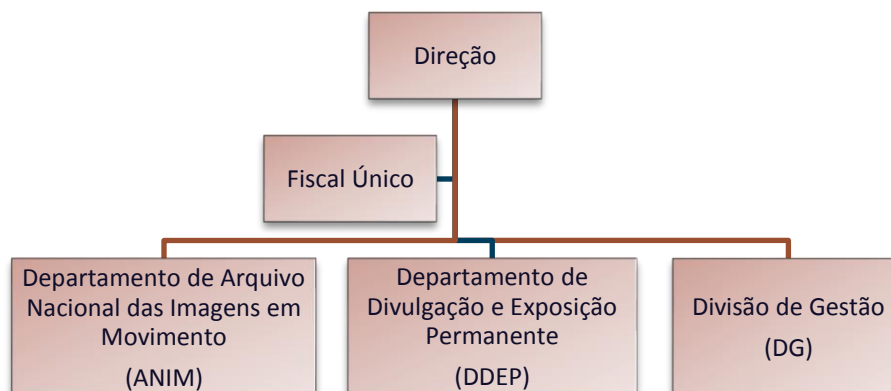 Direção
Fiscal Único
Departamento de Arquivo
Nacional das Imagens em
Movimento
(ANIM)
Departamento de
Divulgação e Exposição
Permanente
(DDEP)
Divisão de Gestão
(DG)